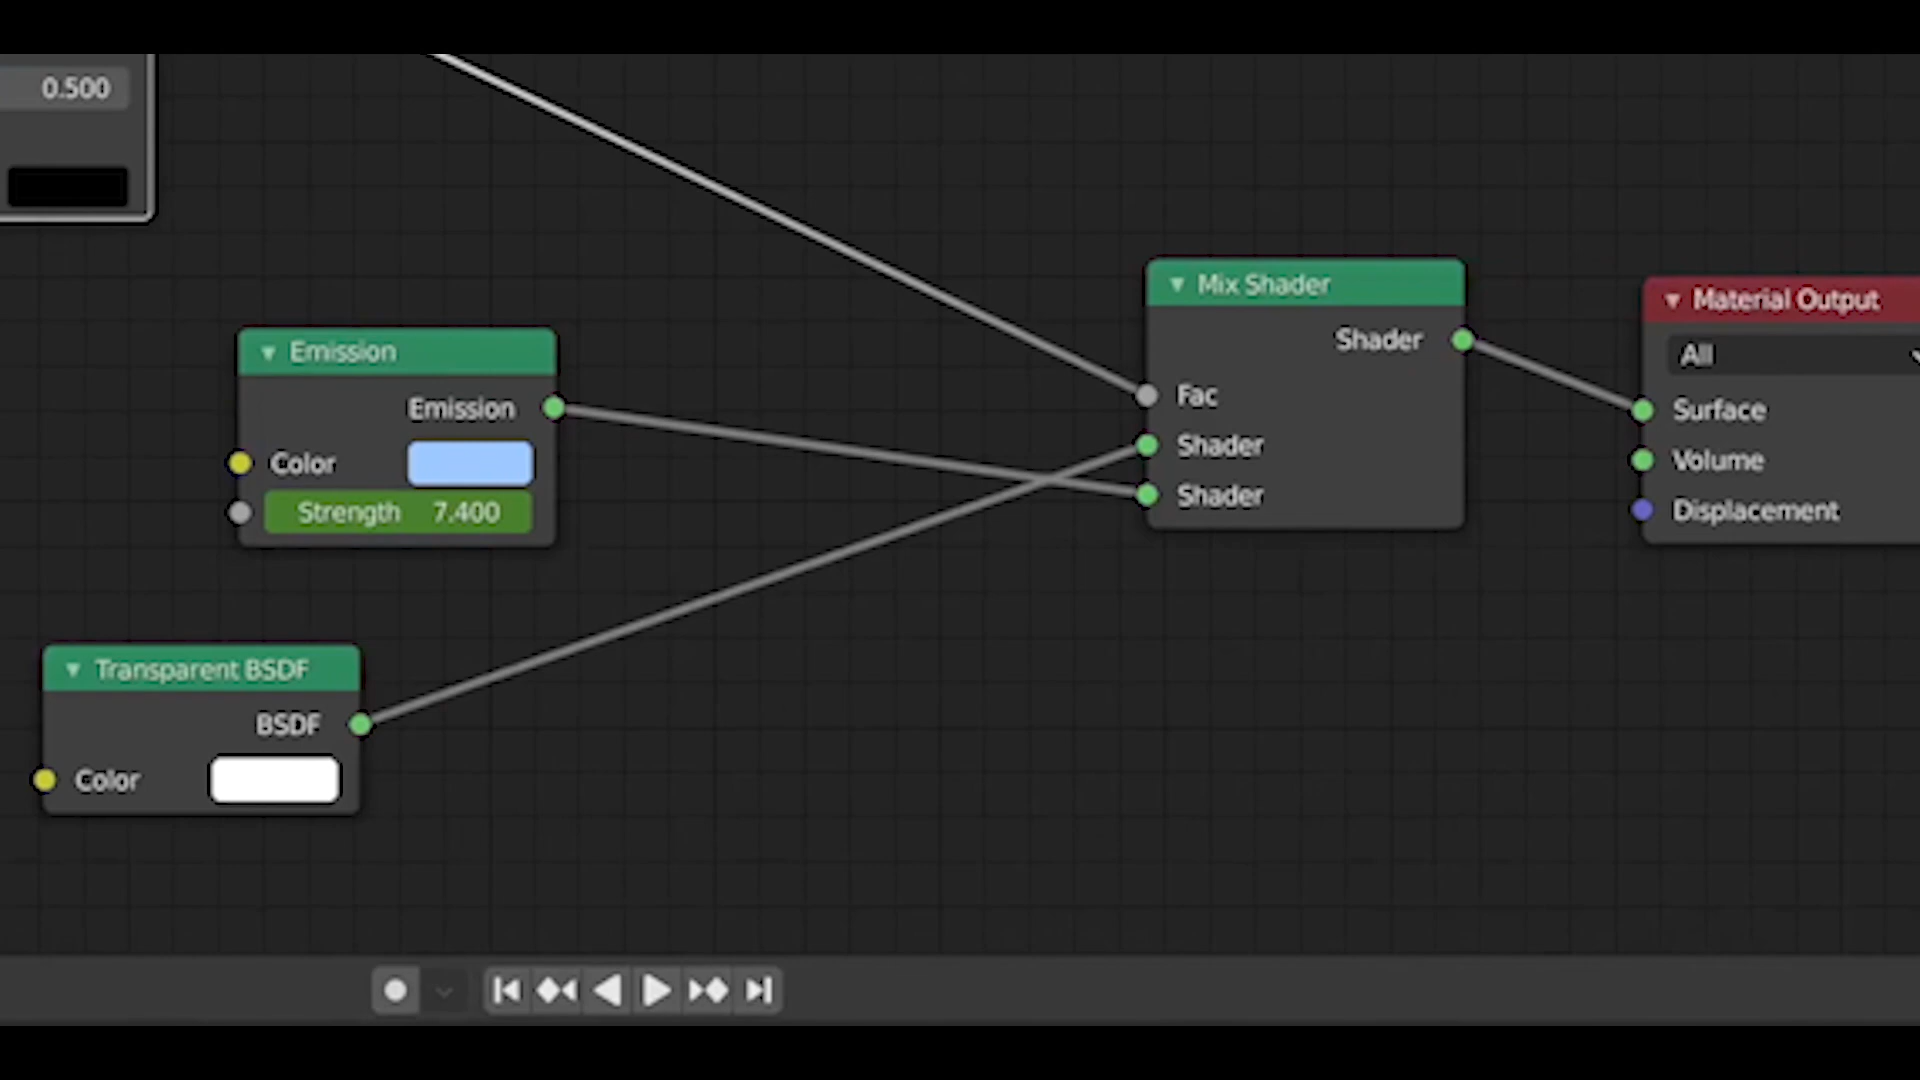 0.500
Emission
Emission
Color
Strength 7.400
Transparent BSDF
BSDF
Color
Mix Shader
Shader
Fac
Shader
Shader
Material Output
All
Surface
Volume
Displacement